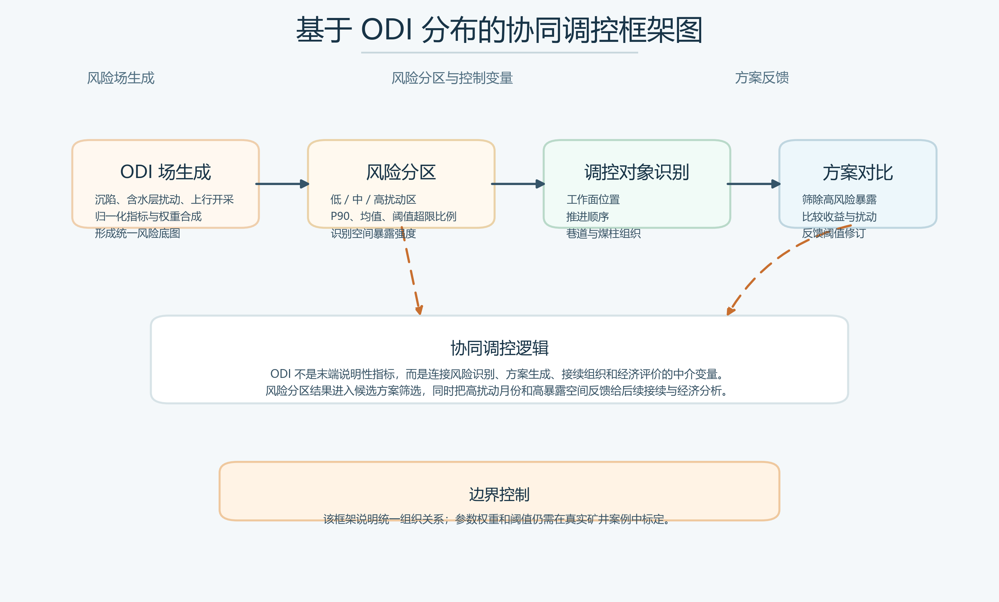 基于 ODI 分布的协同调控框架图
风险场生成
风险分区与控制变量
方案反馈
ODI 场生成
沉陷、含水层扰动、上行开采
归一化指标与权重合成
形成统一风险底图
风险分区
低 / 中 / 高扰动区
P90、均值、阈值超限比例
识别空间暴露强度
调控对象识别
工作面位置
推进顺序
巷道与煤柱组织
方案对比
筛除高风险暴露
比较收益与扰动
反馈阈值修订
协同调控逻辑
ODI 不是末端说明性指标，而是连接风险识别、方案生成、接续组织和经济评价的中介变量。
风险分区结果进入候选方案筛选，同时把高扰动月份和高暴露空间反馈给后续接续与经济分析。
边界控制
该框架说明统一组织关系；参数权重和阈值仍需在真实矿井案例中标定。